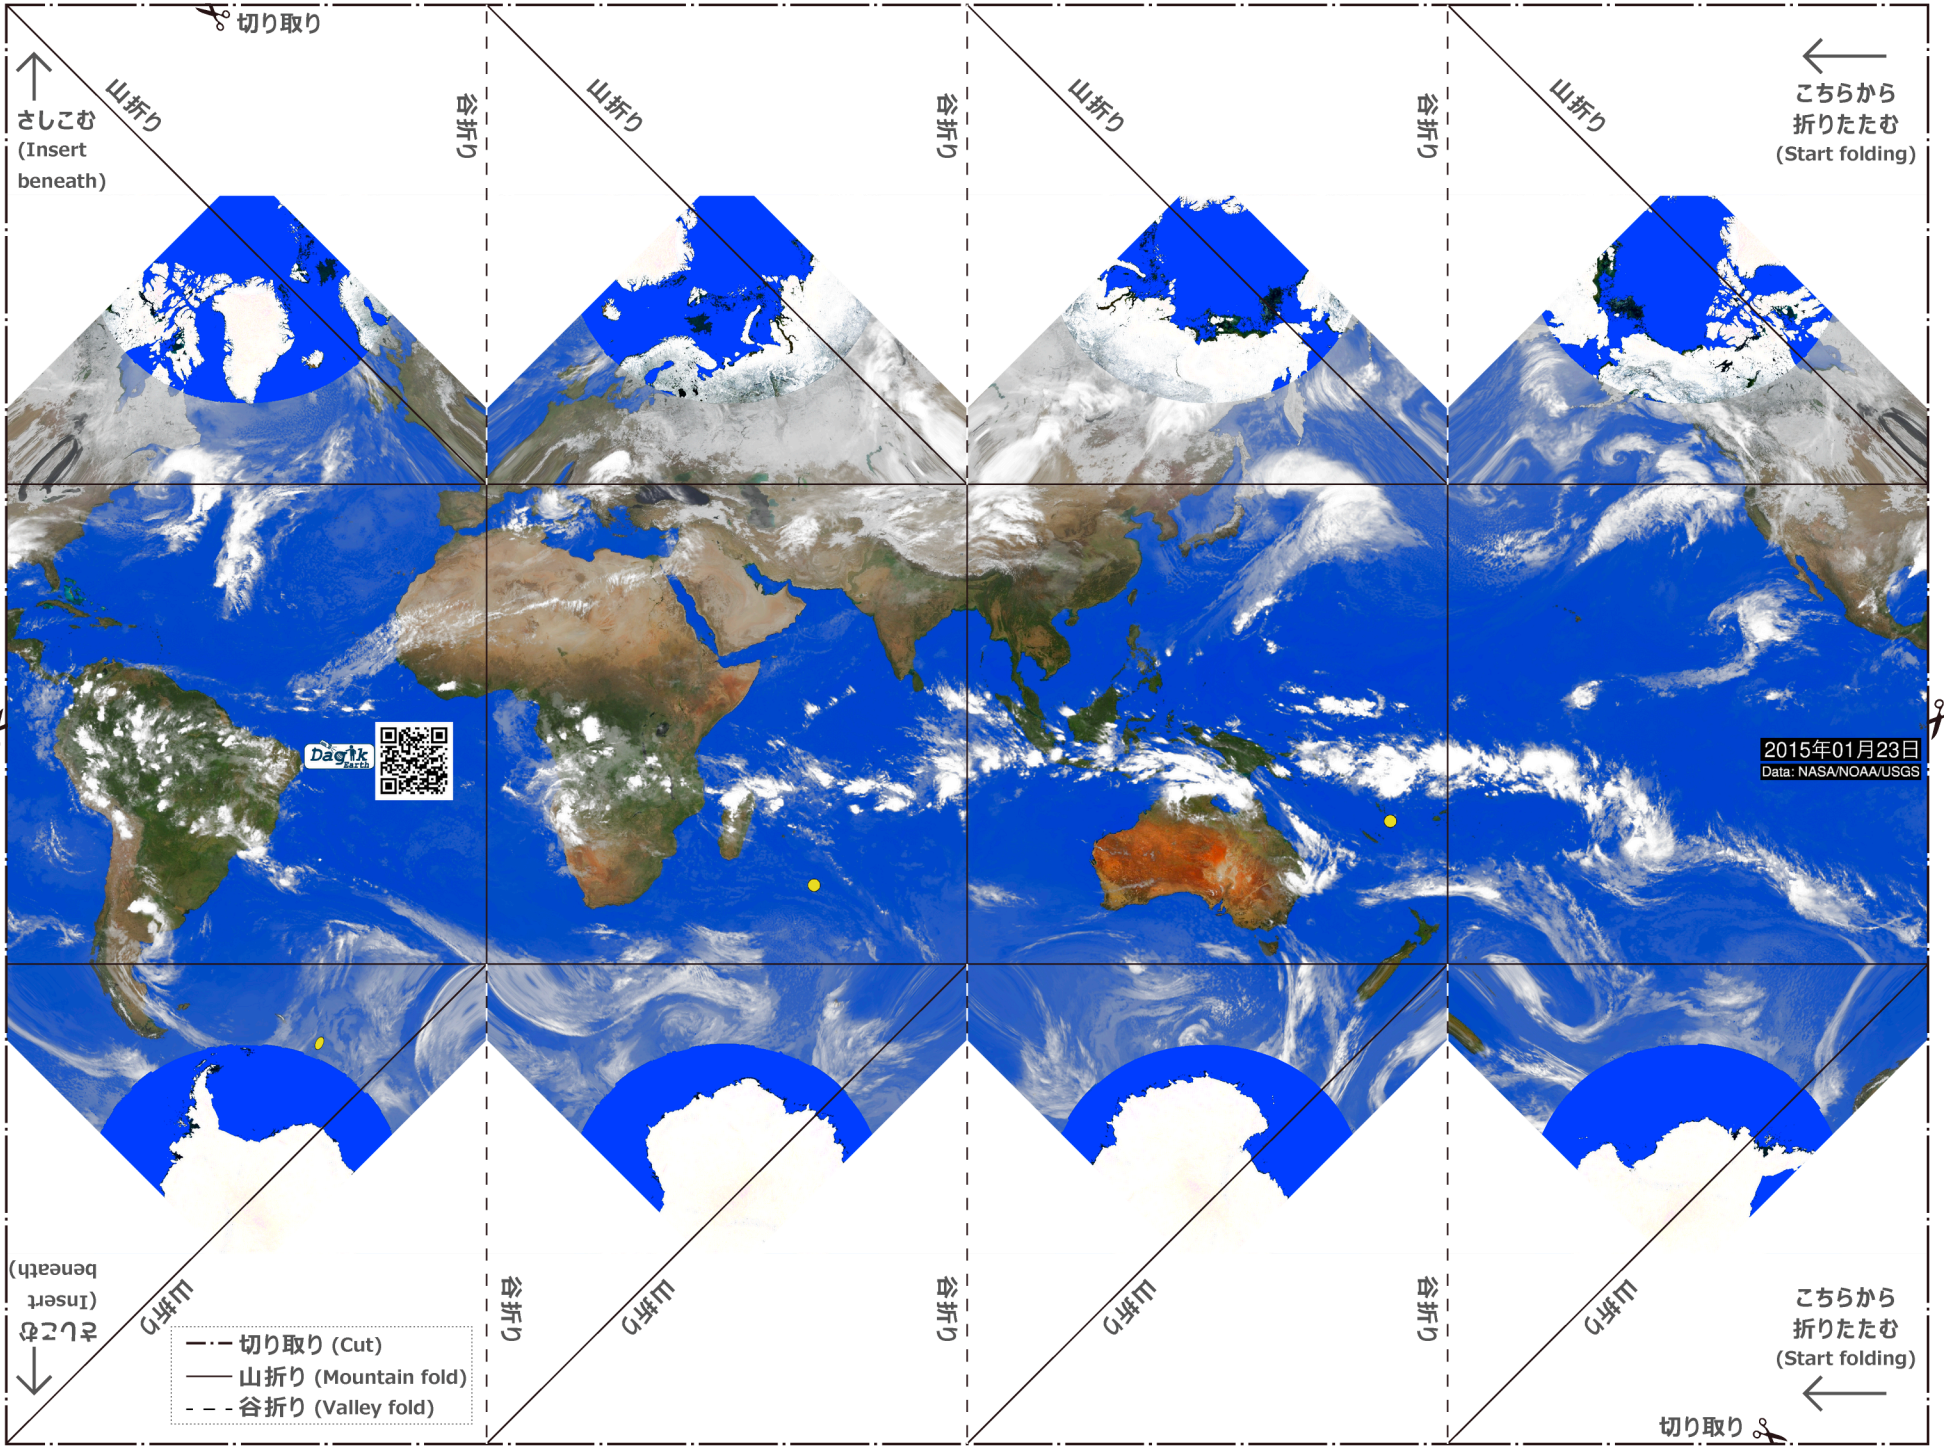 切り取り
山折り
谷折り
山折り
谷折り
山折り
谷折り
山折り
さしこむ
(Insert
beneath)
こちらから
折りたたむ
(Start folding)
Dagik
Earth
2015年01月23日
Data: NASA/NOAA/USGS
さしこむ
(Insert
beneath)
山折り
谷折り
山折り
谷折り
山折り
谷折り
山折り
こちらから
折りたたむ
(Start folding)
切り取り (Cut)
山折り (Mountain fold)
谷折り (Valley fold)
切り取り